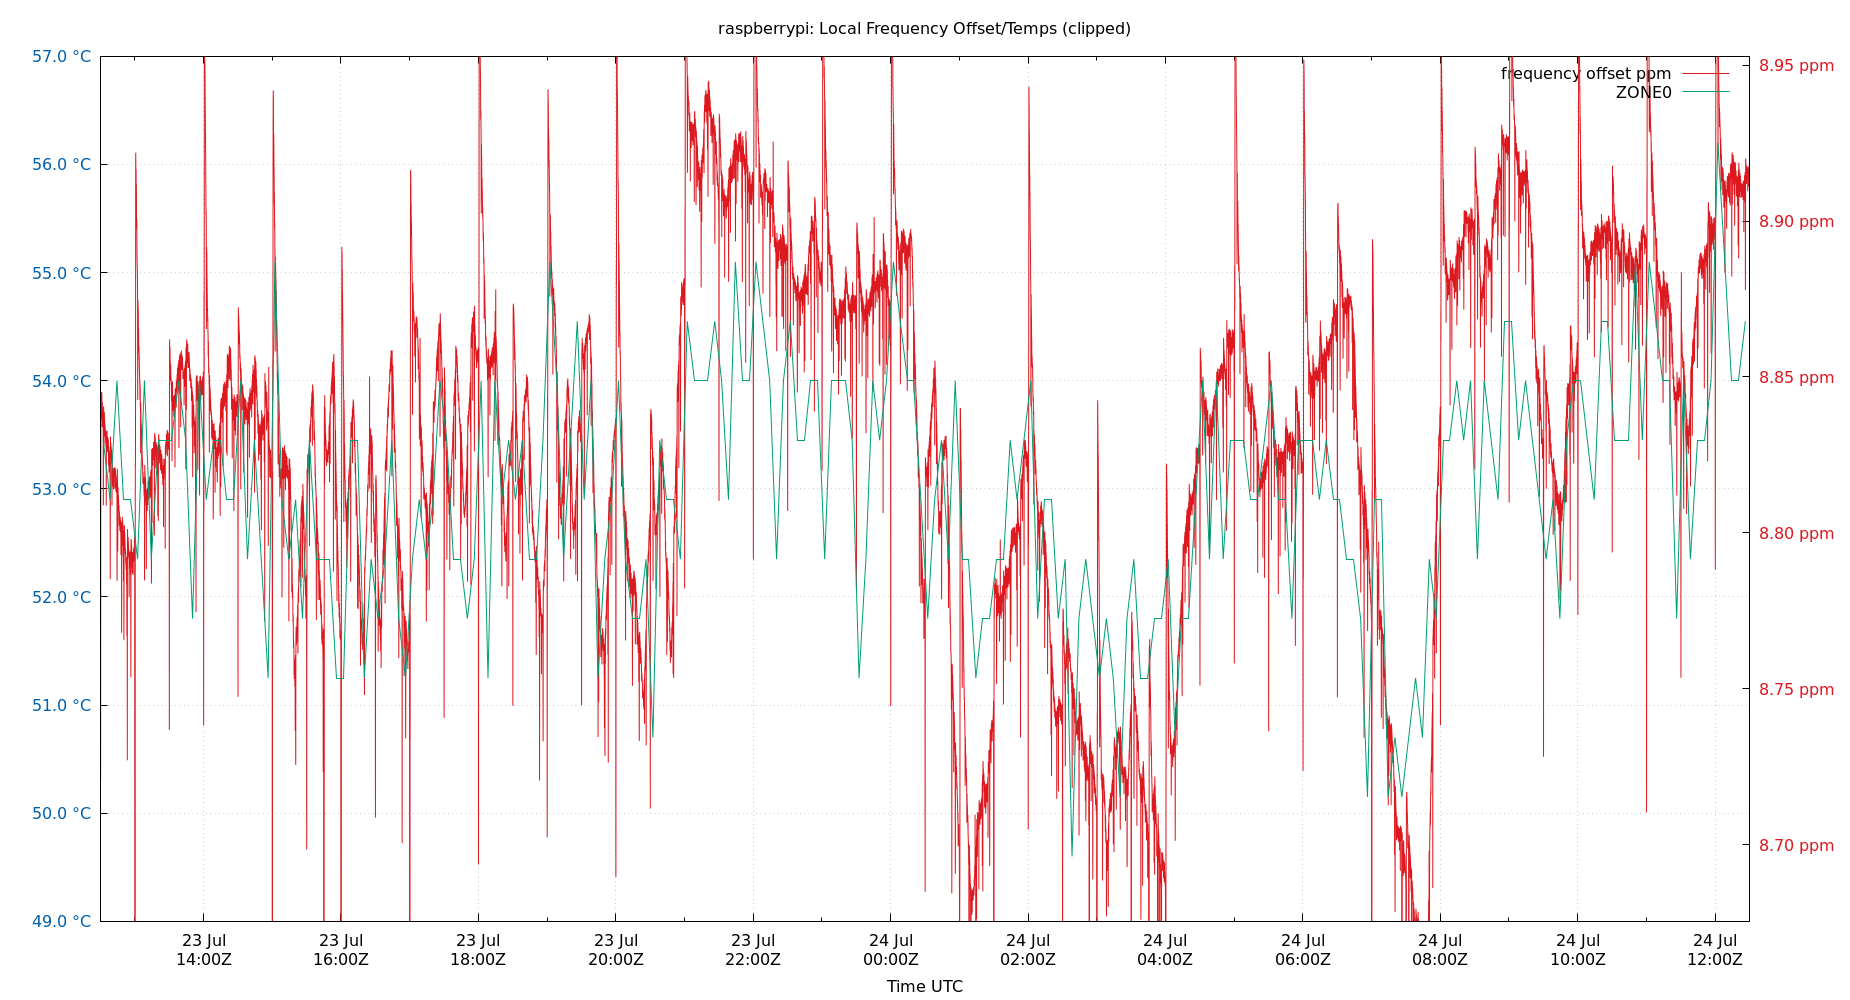 raspberrypi: Local Frequency Offset/Temps (clipped)
57.0 °C
56.0 °C
55.0 °C
54.0 °C
53.0 °C
52.0 °C
51.0 °C
50.0 °C
49.0 °C
8.95 ppm
8.90 ppm
8.85 ppm
8.80 ppm
8.75 ppm
8.70 ppm
frequency offset ppm
ZONE0
23 Jul
14:00Z
23 Jul
16:00Z
23 Jul
18:00Z
23 Jul
20:00Z
23 Jul
22:00Z
24 Jul
00:00Z
24 Jul
02:00Z
24 Jul
04:00Z
24 Jul
06:00Z
24 Jul
08:00Z
24 Jul
10:00Z
24 Jul
12:00Z
Time UTC